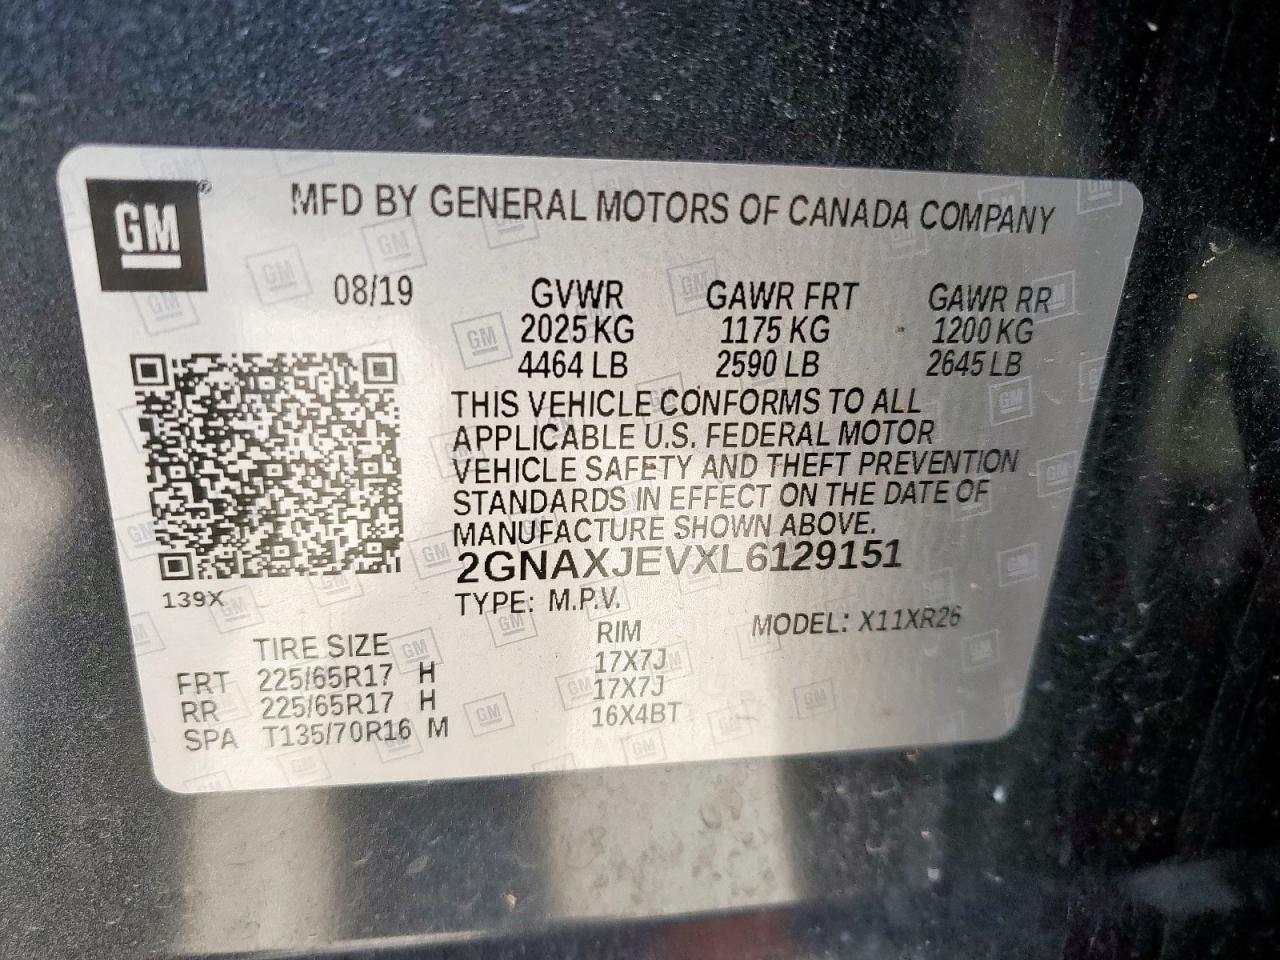 GM ®
MFD BY GENERAL MOTORS OF CANADA COMPANY
08/19
GVWR GAWR FRT GAWR RR
2025 KG 1175 KG 1200 KG
4464 LB 2590 LB 2645 LB
THIS VEHICLE CONFORMS TO ALL
APPLICABLE U.S. FEDERAL MOTOR
VEHICLE SAFETY AND THEFT PREVENTION
STANDARDS IN EFFECT ON THE DATE OF
MANUFACTURE SHOWN ABOVE.
2GNAXJEVXL6129151
139X
TYPE: M.P.V.
MODEL: X11XR26
TIRE SIZE RIM
FRT 225/65R17 H 17X7J
RR 225/65R17 H 17X7J
SPA T135/70R16 M 16X4BT